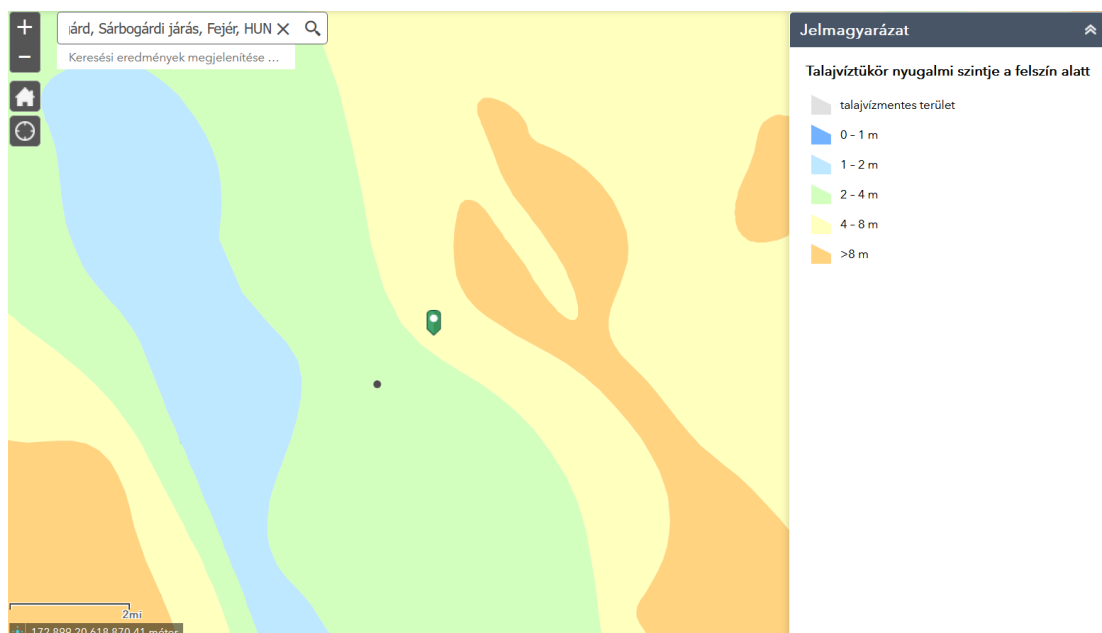 +
árd, Sárbogárdi járás, Fejér, HUN
Keresési eredmények megjelenítése ...
−
Jelmagyarázat
Talajvíztükör nyugalmi szintje a felszín alatt
talajvízmentes terület
0 – 1 m
1 – 2 m
2 – 4 m
4 – 8 m
>8 m
2mi
172 899,20 618 870,41 méter